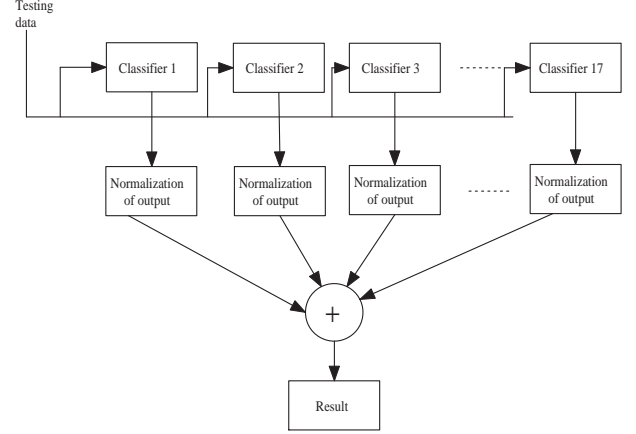 Testing
data
Classifier 1
Classifier 2
Classifier 3
Classifier 17
Normalization
of output
Normalization
of output
Normalization
of output
Normalization
of output
+
Result